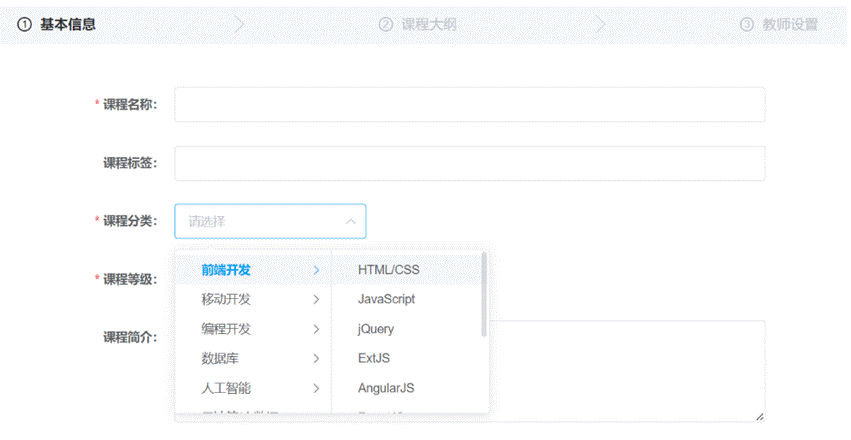 ① 基本信息 ② 课程大纲 ③ 教师设置
* 课程名称：
课程标签：
* 课程分类： 请选择
前端开发 HTML/CSS
* 课程等级：
移动开发 JavaScript
编程开发 jQuery
课程简介：
数据库 ExtJS
人工智能 AngularJS